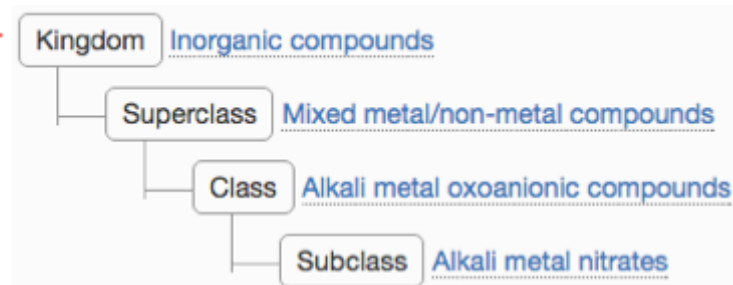 Kingdom Inorganic compounds
Superclass Mixed metal/non-metal compounds
Class Alkali metal oxoanionic compounds
Subclass Alkali metal nitrates